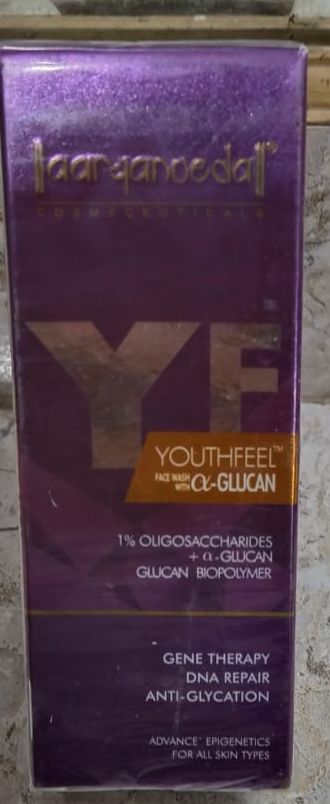 aarganoeda®
COSMECEUTICALS
YF
YOUTHFEEL™
FACE WASH
WITH α-GLUCAN
1% OLIGOSACCHARIDES
+ α-GLUCAN
GLUCAN BIOPOLYMER
GENE THERAPY
DNA REPAIR
ANTI-GLYCATION
ADVANCE EPIGENETICS
FOR ALL SKIN TYPES